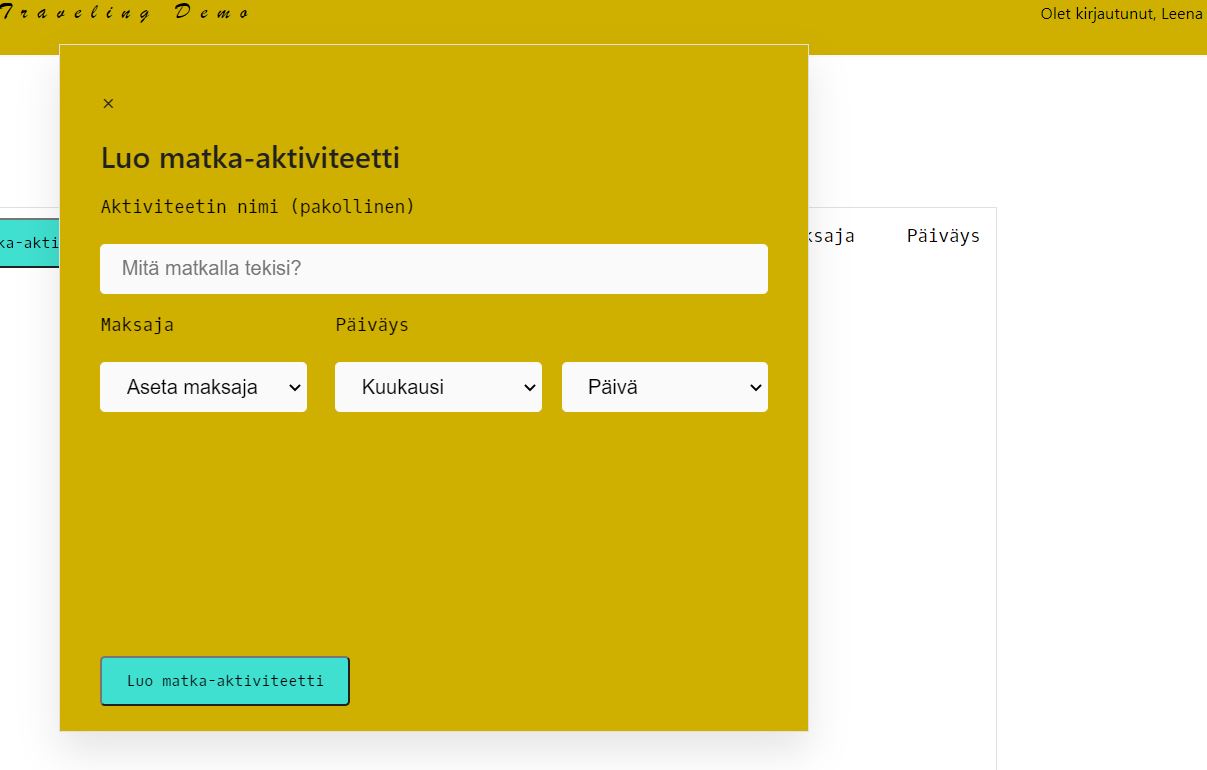 Traveling Demo
Olet kirjautunut, Leena
×
Luo matka-aktiviteetti
Aktiviteetin nimi (pakollinen)
Mitä matkalla tekisi?
Maksaja Päiväys
Aseta maksaja Kuukausi Päivä
Luo matka-aktiviteetti
ka-akti
ksaja Päiväys